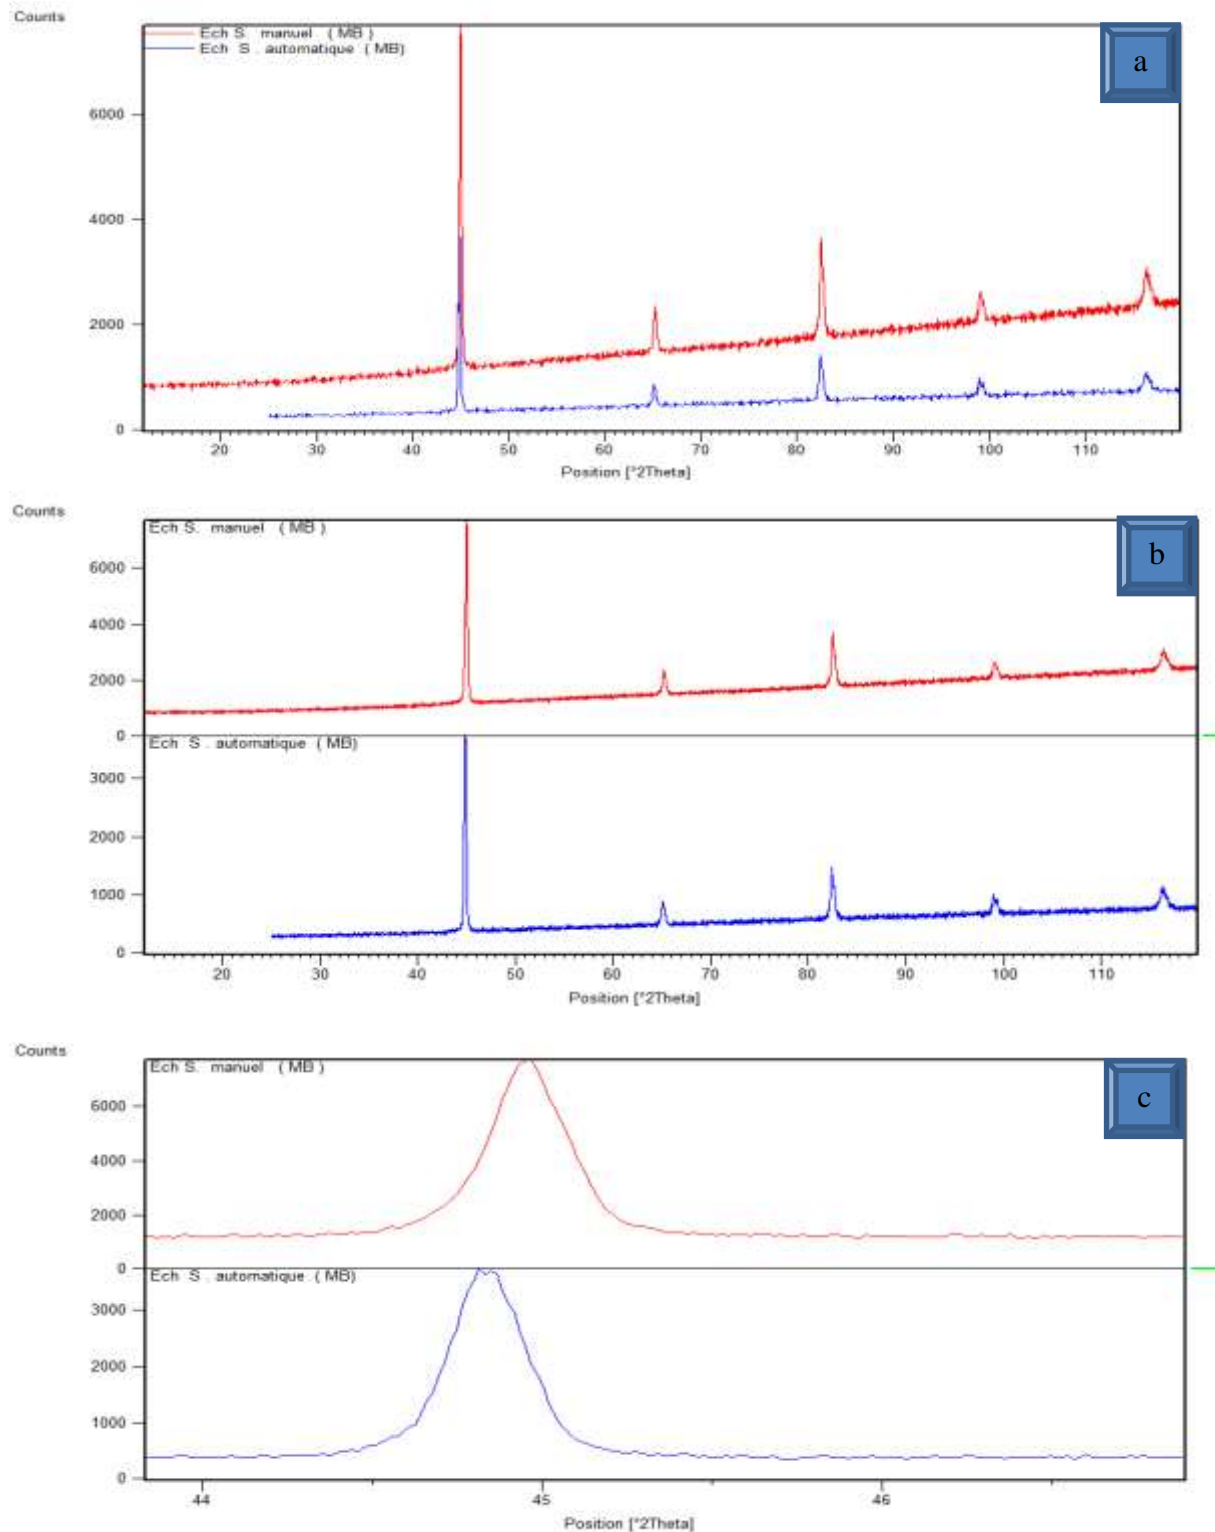 Counts
Ech S. manuel ( MB )
Ech S . automatique ( MB)
a
6000
4000
2000
0
20 30 40 50 60 70 80 90 100 110
Position [°2Theta]
Counts
Ech S. manuel ( MB )
b
6000
4000
2000
0
Ech S . automatique ( MB)
3000
2000
1000
0
20 30 40 50 60 70 80 90 100 110
Position [°2Theta]
Counts
Ech S. manuel ( MB )
c
6000
4000
2000
0
Ech S . automatique ( MB)
3000
2000
1000
0
44 45 46
Position [°2Theta]